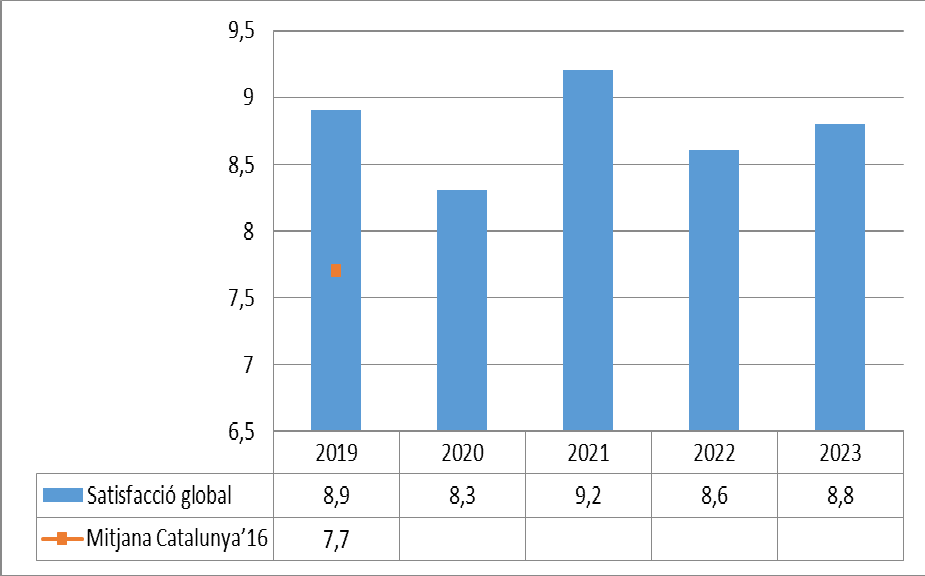 9,5
9
8,5
8
7,5
7
6,5
2019 2020 2021 2022 2023
Satisfacció global 8,9 8,3 9,2 8,6 8,8
Mitjana Catalunya’16 7,7